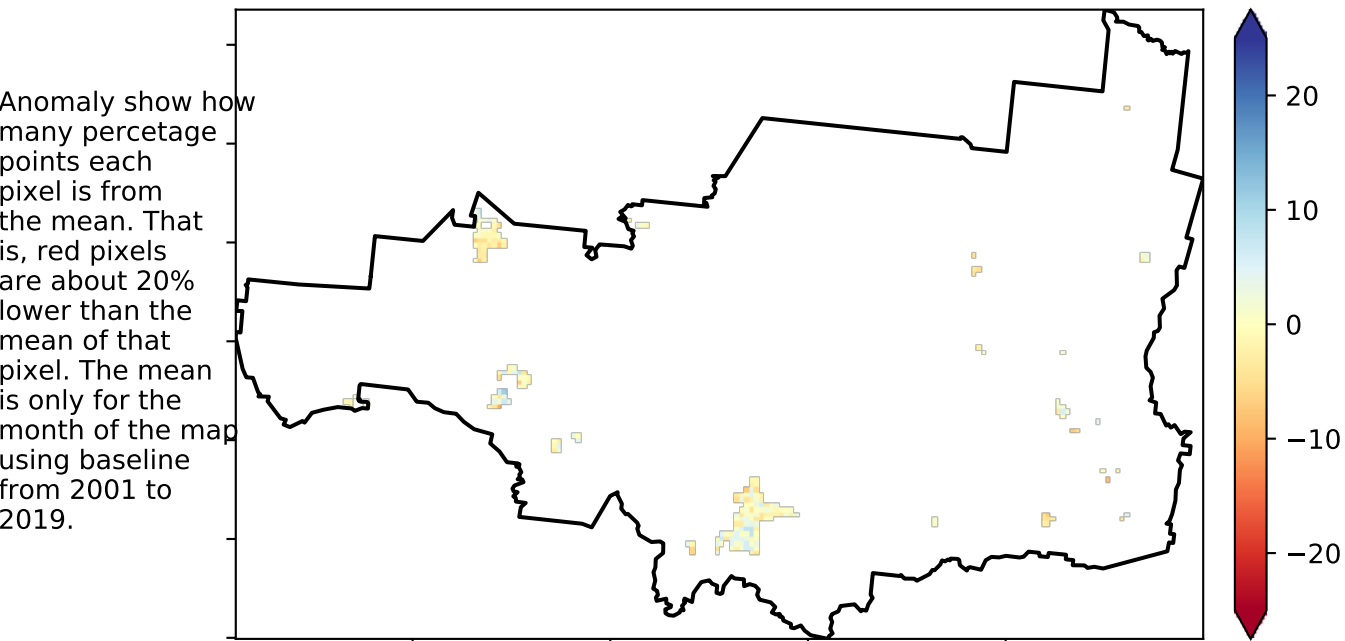 Anomaly show how
many percetage
points each
pixel is from
the mean. That
is, red pixels
are about 20%
lower than the
mean of that
pixel. The mean
is only for the
month of the map
using baseline
from 2001 to
2019.
20
10
0
−10
−20